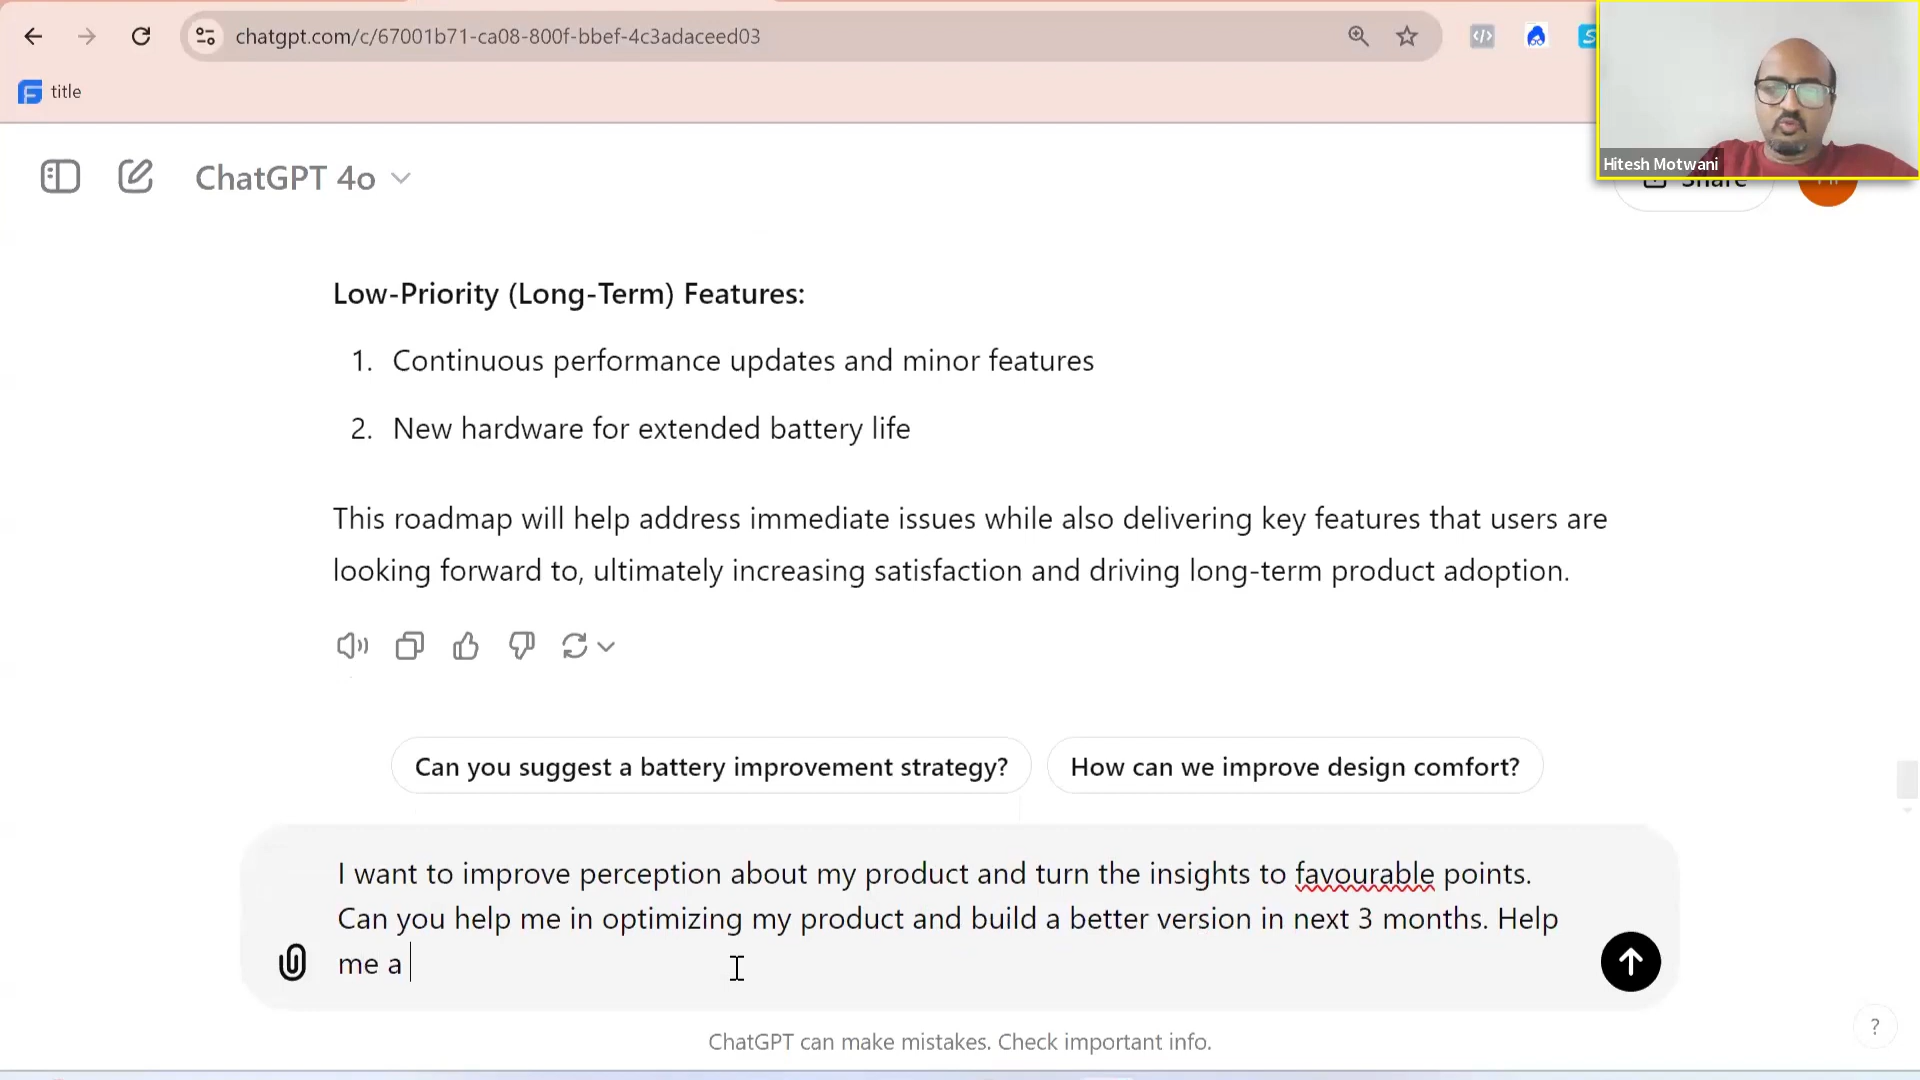 chatgpt.com/c/67001b71-ca08-800f-bbef-4c3adaceed03
title
Hitesh Motwani
ChatGPT 4o
Share
Low-Priority (Long-Term) Features:
1. Continuous performance updates and minor features
2. New hardware for extended battery life
This roadmap will help address immediate issues while also delivering key features that users are
looking forward to, ultimately increasing satisfaction and driving long-term product adoption.
Can you suggest a battery improvement strategy?
How can we improve design comfort?
I want to improve perception about my product and turn the insights to favourable points.
Can you help me in optimizing my product and build a better version in next 3 months. Help
me a
ChatGPT can make mistakes. Check important info.
?